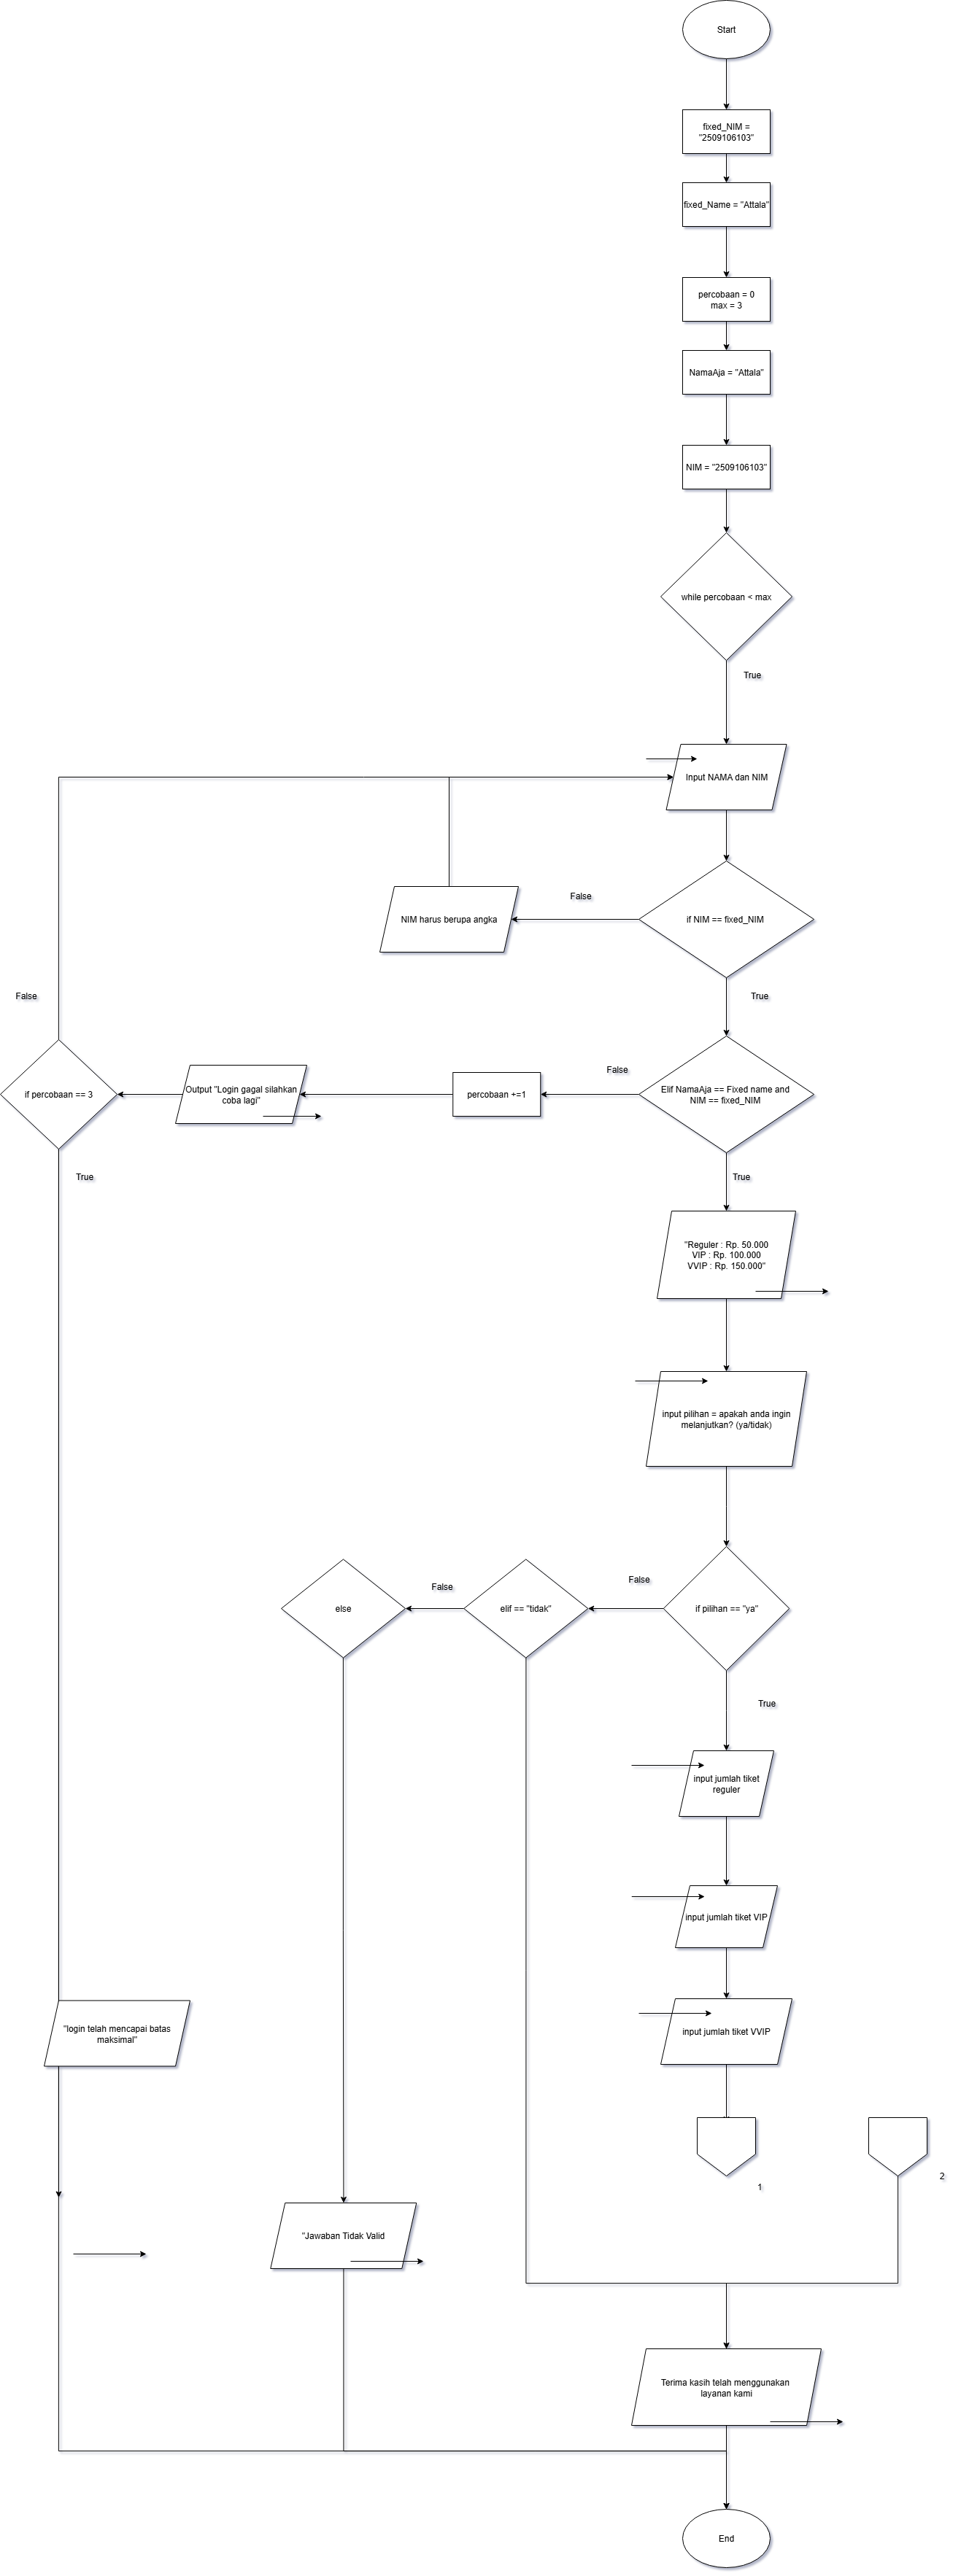 Start
fixed_NIM =
"2509106103"
fixed_Name = "Attala"
percobaan = 0
max = 3
NamaAja = "Attala"
NIM = "2509106103"
while percobaan < max
True
Input NAMA dan NIM
if NIM == fixed_NIM
False
NIM harus berupa angka
True
False
Elif NamaAja == Fixed name and
NIM == fixed_NIM
False
percobaan +=1
Output "Login gagal silahkan
coba lagi"
if percobaan == 3
True
True
"Reguler : Rp. 50.000
VIP : Rp. 100.000
VVIP : Rp. 150.000"
input pilihan = apakah anda ingin
melanjutkan? (ya/tidak)
if pilihan == "ya"
False
elif == "tidak"
False
else
True
input jumlah tiket
reguler
input jumlah tiket VIP
input jumlah tiket VVIP
"login telah mencapai batas
maksimal"
1
2
"Jawaban Tidak Valid
Terima kasih telah menggunakan
layanan kami
End